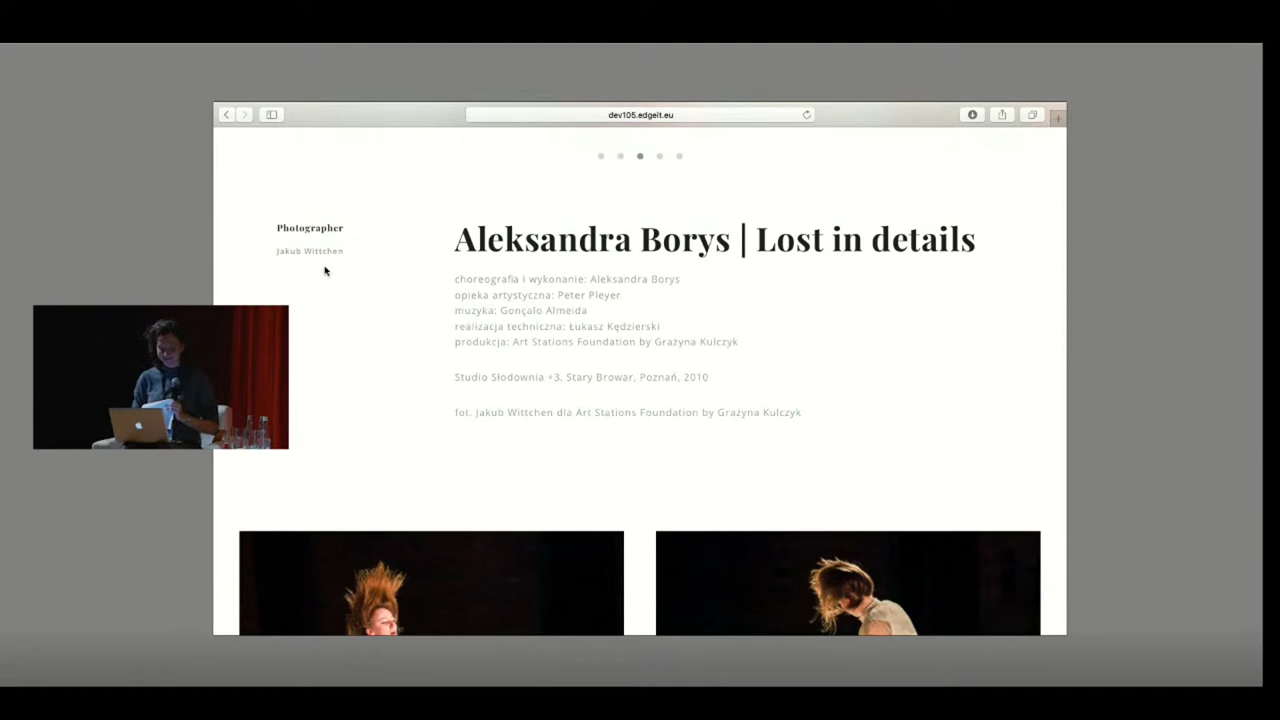 dev105.edgeit.eu
Photographer
Jakub Wittchen
Aleksandra Borys | Lost in details
choreografia i wykonanie: Aleksandra Borys
opieka artystyczna: Peter Pleyer
muzyka: Gonçalo Almeida
realizacja techniczna: Łukasz Kędzierski
produkcja: Art Stations Foundation by Grażyna Kulczyk
Studio Słodownia +3, Stary Browar, Poznań, 2010
fot. Jakub Wittchen dla Art Stations Foundation by Grażyna Kulczyk